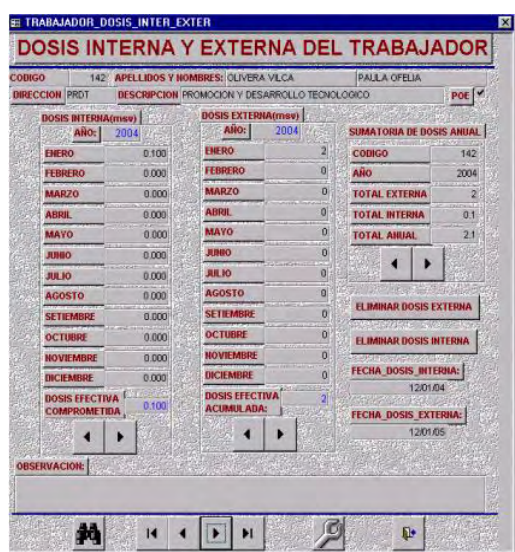 TRABAJADOR_DOSIS_INTER_EXTER
DOSIS INTERNA Y EXTERNA DEL TRABAJADOR
CODIGO 142 APELLIDOS Y NOMBRES: OLIVERA VILCA PAULA OFELIA
DIRECCION PRDT DESCRIPCION PROMOCION Y DESARROLLO TECNOLOGICO POE
DOSIS INTERNA(msv)
AÑO: 2004
ENERO 0.100
FEBRERO 0.000
MARZO 0.000
ABRIL 0.000
MAYO 0.000
JUNIO 0.000
JULIO 0.000
AGOSTO 0.000
SETIEMBRE 0.000
OCTUBRE 0.000
NOVIEMBRE 0.000
DICIEMBRE 0.000
DOSIS EFECTIVA
COMPROMETIDA 0.100
DOSIS EXTERNA(msv)
AÑO: 2004
ENERO 2
FEBRERO 0
MARZO 0
ABRIL 0
MAYO 0
JUNIO 0
JULIO 0
AGOSTO 0
SETIEMBRE 0
OCTUBRE 0
NOVIEMBRE 0
DICIEMBRE 0
DOSIS EFECTIVA
ACUMULADA: 2
SUMATORIA DE DOSIS ANUAL
CODIGO 142
AÑO 2004
TOTAL EXTERNA 2
TOTAL INTERNA 0.1
TOTAL ANUAL 2.1
ELIMINAR DOSIS EXTERNA
ELIMINAR DOSIS INTERNA
FECHA_DOSIS_INTERNA:
12/01/04
FECHA_DOSIS_EXTERNA:
12/01/05
OBSERVACION: